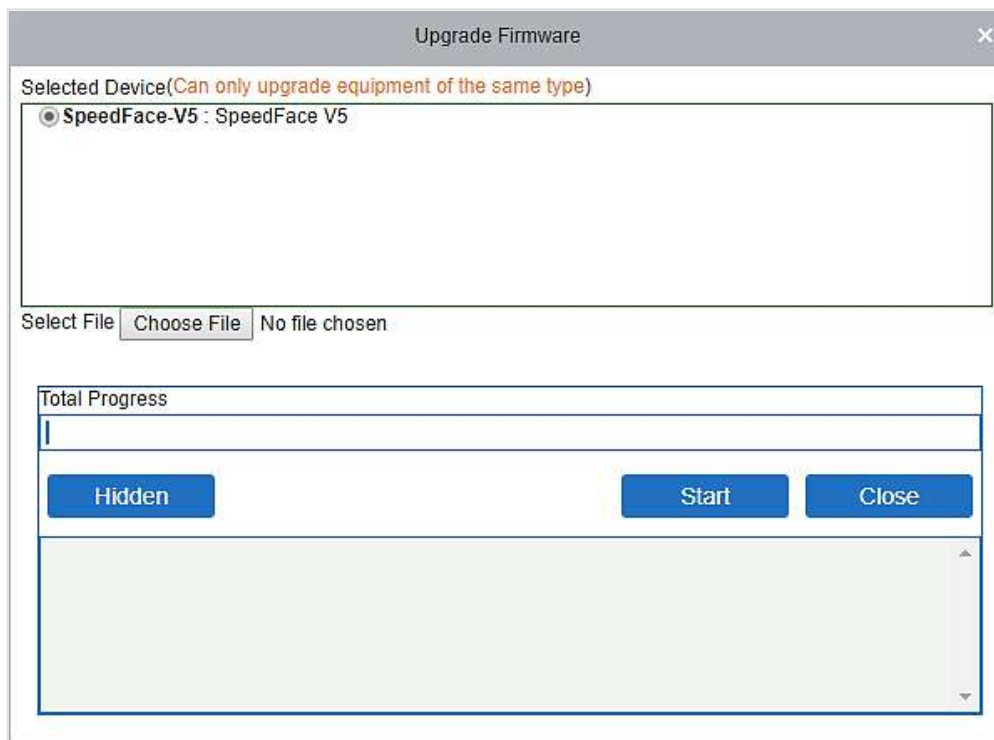 Upgrade Firmware
Selected Device(Can only upgrade equipment of the same type)
SpeedFace-V5 : SpeedFace V5
Select File Choose File No file chosen
Total Progress
Hidden Start Close